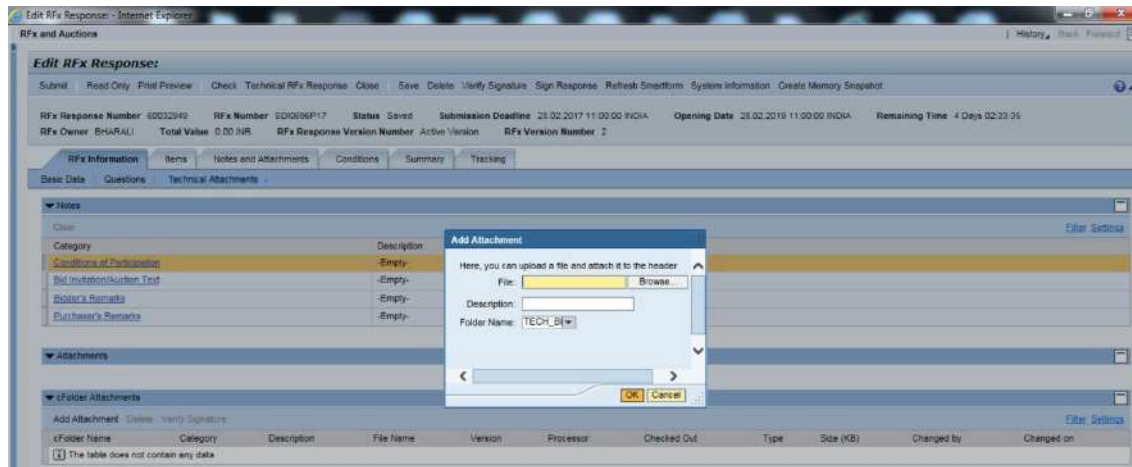 Edit RFx Response: - Internet Explorer
RFx and Auctions
History Back Forward
Edit RFx Response:
Submit Read Only Print Preview Check Technical RFx Response Close Save Delete Verify Signature Sign Response Refresh Smartform System Information Create Memory Snapshot
RFx Response Number 60032949 RFx Number Status Saved Submission Deadline 28.02.2017 11:00:00 INDIA Opening Date 28.02.2019 11:00:00 INDIA Remaining Time 4 Days
RFx Owner BHARALI Total Value 0.00 INR RFx Response Version Number Active Version RFx Version Number 2
RFx Information Items Notes and Attachments Conditions Summary Tracking
Basic Data Questions Technical Attachments
Notes
Clear Filter Settings
Category Description
Conditions of Participation -Empty-
Bid Invitation/Auction Text -Empty-
Bidder's Remarks -Empty-
Purchaser's Remarks -Empty-
Add Attachment
Here, you can upload a file and attach it to the header
File: Browse...
Description:
Folder Name: TECH_BI
OK Cancel
Attachments
cFolder Attachments
Add Attachment Delete Verify Signature Filter Settings
cFolder Name Category Description File Name Version Processor Checked Out Type Size (KB) Changed by Changed on
The table does not contain any data